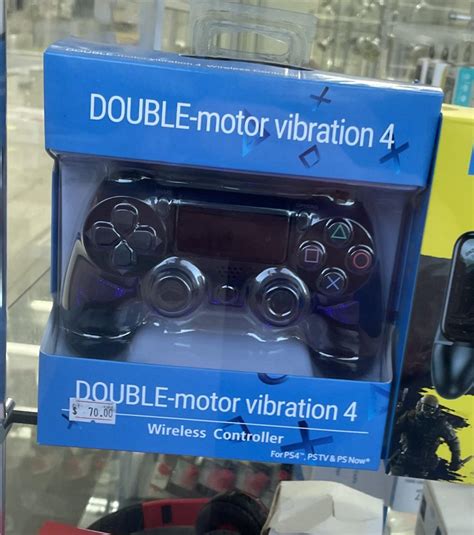 DOUBLE-motor vibration 4
DOUBLE-motor vibration 4
$ 70.00
Wireless Controller
For PS4™, PSTV & PS Now®